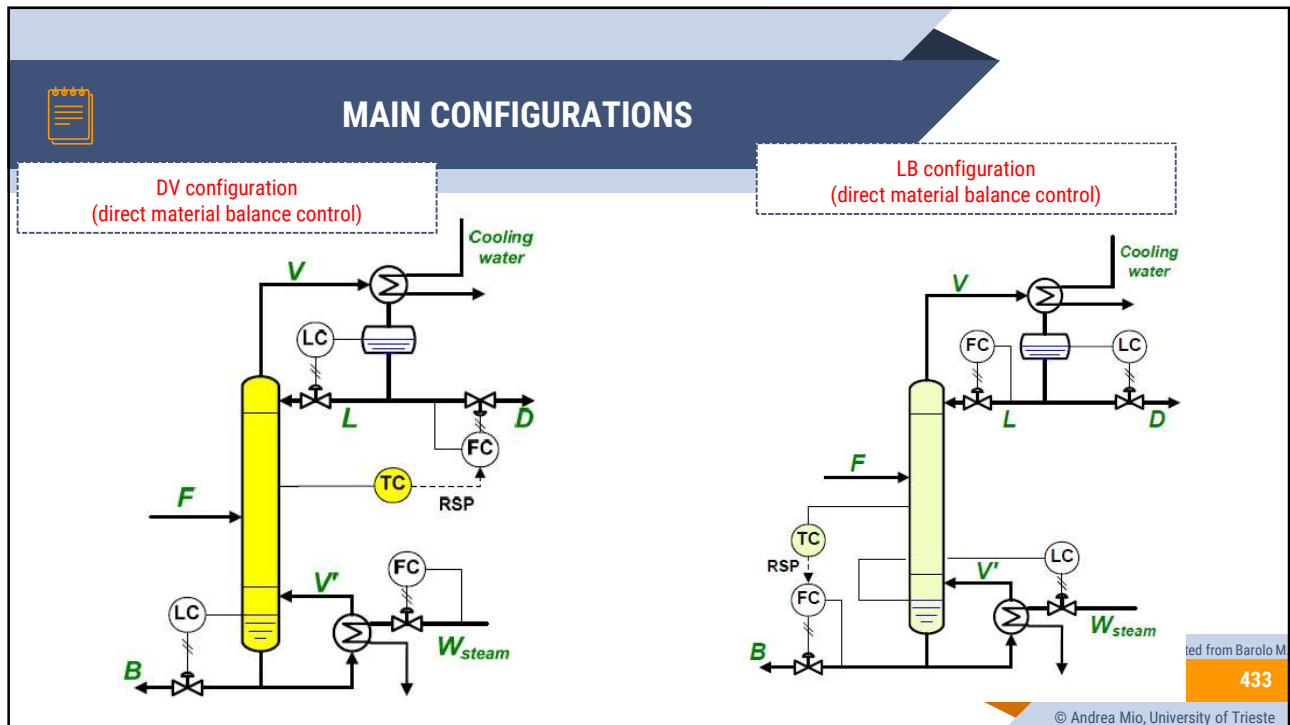 MAIN CONFIGURATIONS
DV configuration
(direct material balance control)
LB configuration
(direct material balance control)
Cooling
water
V
LC
L
D
FC
TC
RSP
F
FC
V'
LC
W steam
B
Cooling
water
V
FC
LC
L
D
F
TC
RSP
LC
V'
FC
W steam
B
ted from Barolo M.
433
© Andrea Mio, University of Trieste